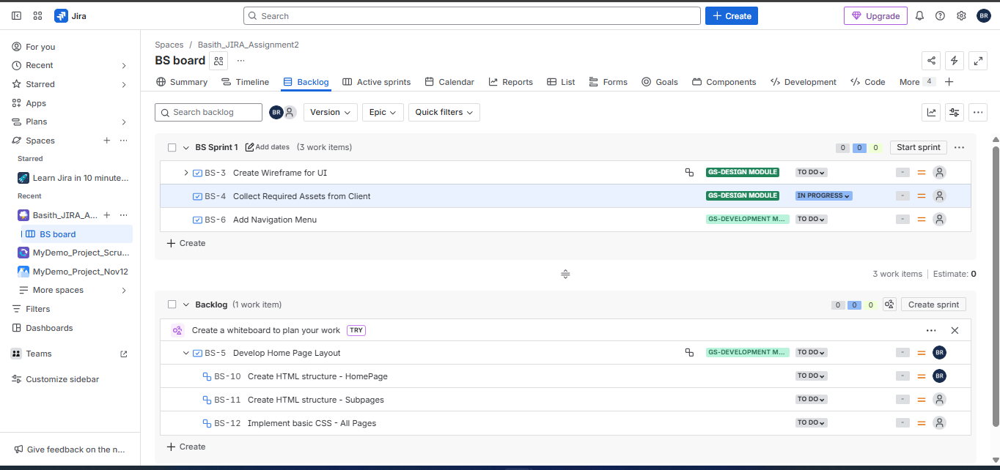 Jira
Search
Create
Upgrade
BR
For you
Recent
Starred
Apps
Plans
Spaces
Starred
Learn Jira in 10 minute...
Recent
Basith_JIRA_A...
BS board
MyDemo_Project_Scru...
MyDemo_Project_Nov12
More spaces
Filters
Dashboards
Teams
Customize sidebar
Give feedback on the n...
Spaces / Basith_JIRA_Assignment2
BS board
Summary Timeline Backlog Active sprints Calendar Reports List Forms Goals Components Development Code More 4
Search backlog BR Version Epic Quick filters
BS Sprint 1 Add dates (3 work items) 0 0 0 Start sprint
BS-3 Create Wireframe for UI GS-DESIGN MODULE TO DO -
BS-4 Collect Required Assets from Client GS-DESIGN MODULE IN PROGRESS -
BS-6 Add Navigation Menu GS-DEVELOPMENT M... TO DO -
Create
3 work items Estimate: 0
Backlog (1 work item) 0 0 0 Create sprint
Create a whiteboard to plan your work TRY
BS-5 Develop Home Page Layout GS-DEVELOPMENT M... TO DO - BR
BS-10 Create HTML structure - HomePage TO DO - BR
BS-11 Create HTML structure - Subpages TO DO -
BS-12 Implement basic CSS - All Pages TO DO -
Create